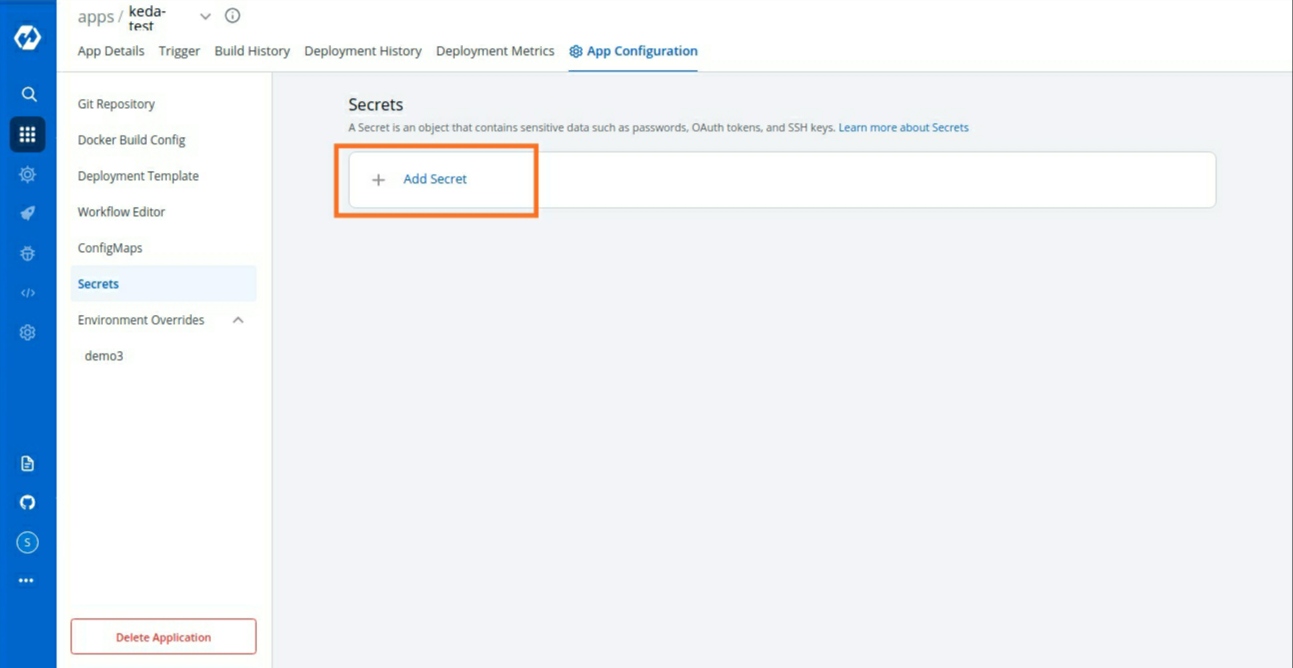 apps / keda-test
App Details Trigger Build History Deployment History Deployment Metrics App Configuration
Git Repository
Docker Build Config
Deployment Template
Workflow Editor
ConfigMaps
Secrets
Environment Overrides
demo3
Delete Application
Secrets
A Secret is an object that contains sensitive data such as passwords, OAuth tokens, and SSH keys. Learn more about Secrets
+ Add Secret
S